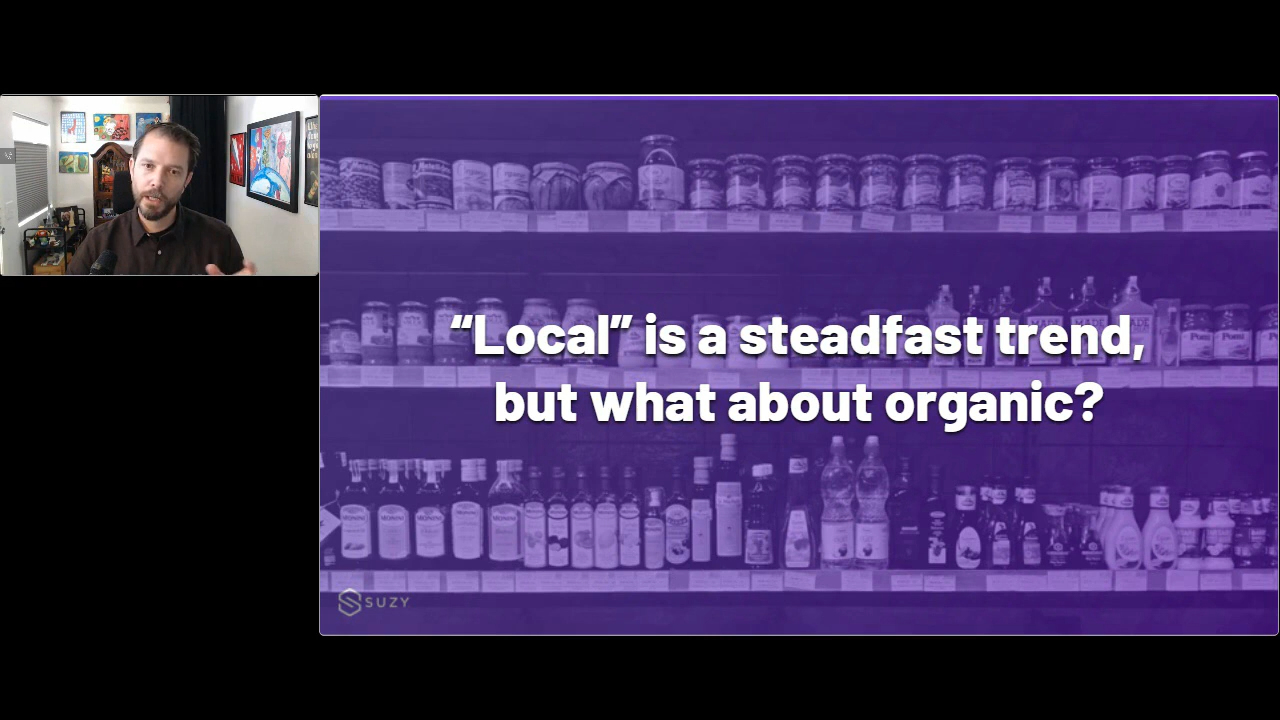 “Local” is a steadfast trend,
but what about organic?
SUZY